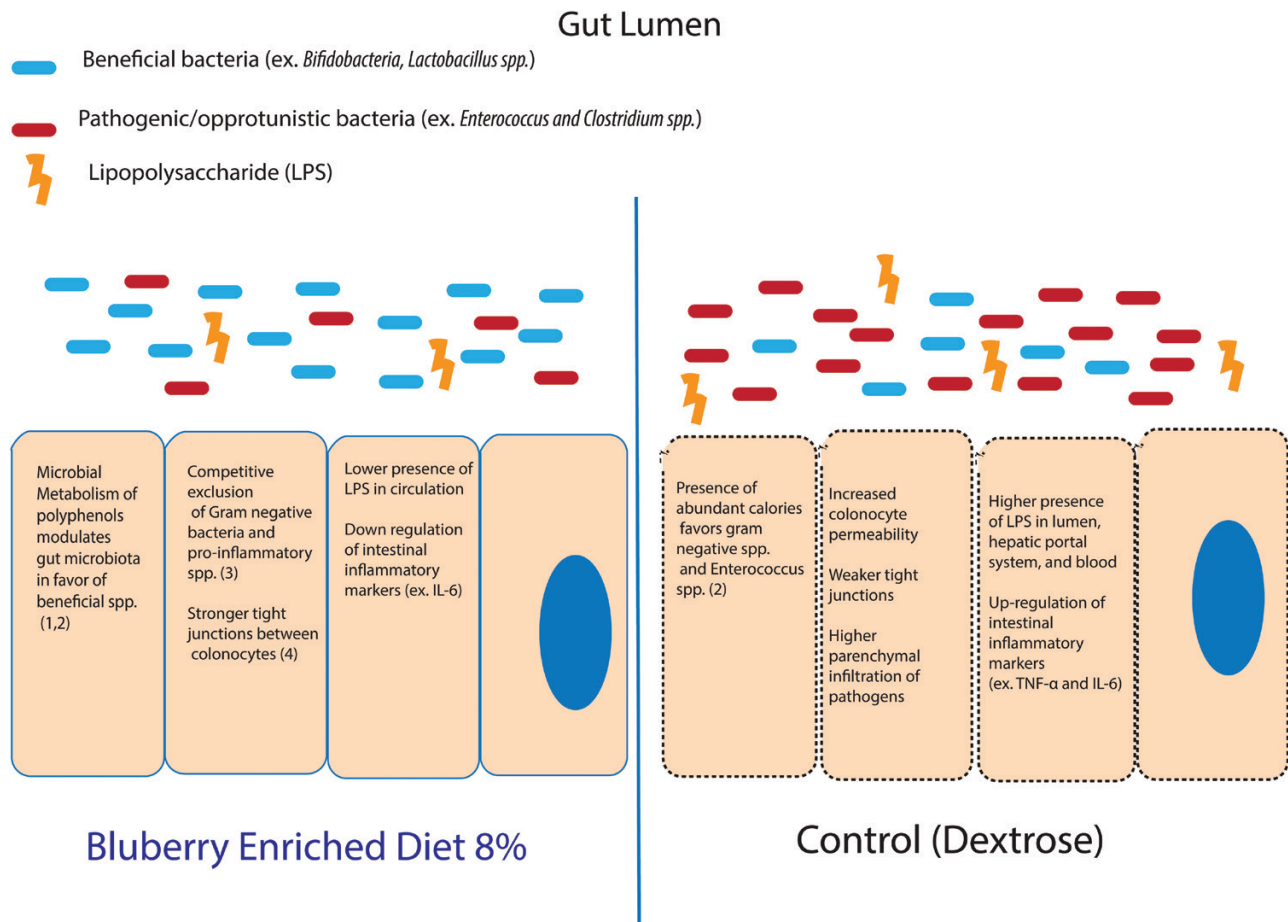 Gut Lumen
Beneficial bacteria (ex. Bifidobacteria, Lactobacillus spp.)
Pathogenic/opprotunistic bacteria (ex. Enterococcus and Clostridium spp.)
Lipopolysaccharide (LPS)
Microbial
Metabolism of
polyphenols
modulates
gut microbiota
in favor of
beneficial spp.
(1,2)
Competitive
exclusion
of Gram negative
bacteria and
pro-inflammatory
spp. (3)
Stronger tight
junctions between
colonocytes (4)
Lower presence of
LPS in circulation
Down regulation
of intestinal
inflammatory
markers (ex. IL-6)
Presence of
abundant calories
favors gram
negative spp.
and Enterococcus
spp. (2)
Increased
colonocyte
permeability
Weaker tight
junctions
Higher
parenchymal
infiltration of
pathogens
Higher presence
of LPS in lumen,
hepatic portal
system, and blood
Up-regulation of
intestinal
inflammatory
markers
(ex. TNF-α and IL-6)
Bluberry Enriched Diet 8%
Control (Dextrose)